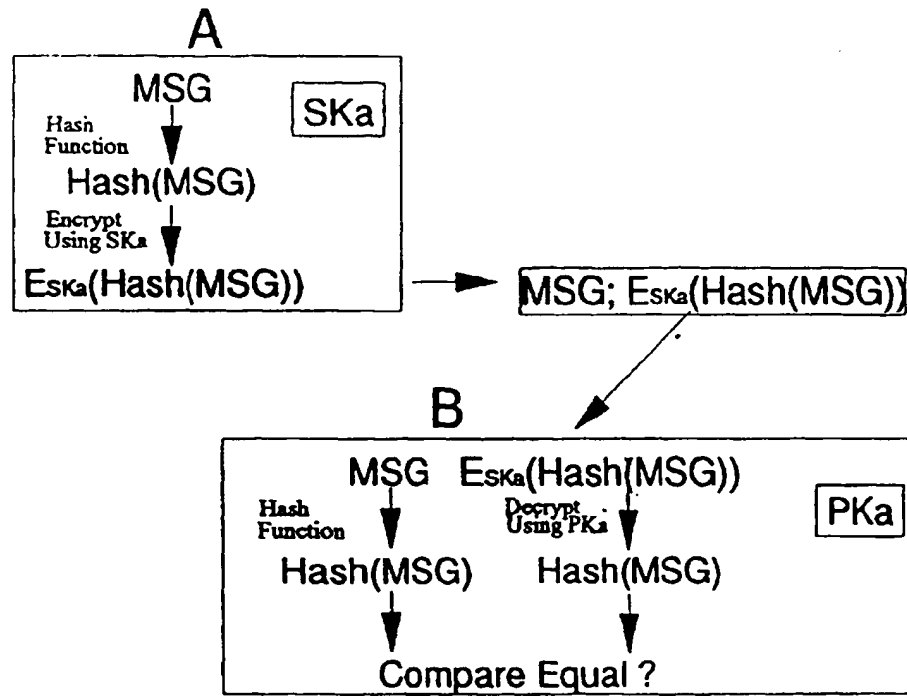 A
MSG
SKa
Hash
Function
Hash(MSG)
Encrypt
Using SKa
ESKa(Hash(MSG))
MSG; ESKa(Hash(MSG))
B
MSG ESKa(Hash(MSG))
Hash
Function
Decrypt
Using PKa
PKa
Hash(MSG) Hash(MSG)
Compare Equal ?